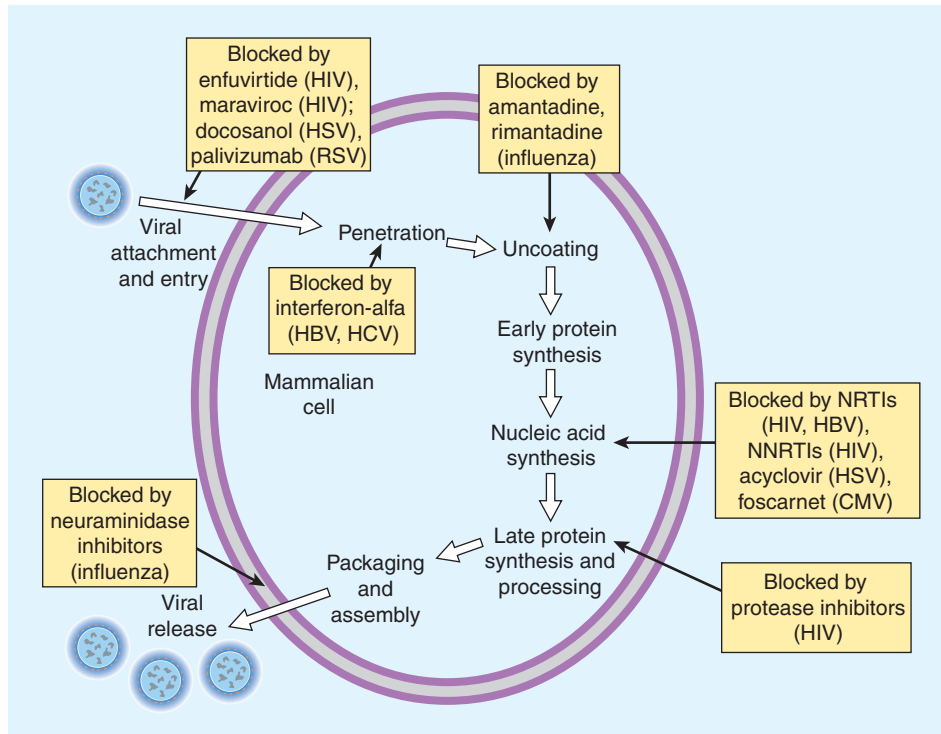 Blocked by
enfuvirtide (HIV),
maraviroc (HIV);
docosanol (HSV),
palivizumab (RSV)
Blocked by
amantadine,
rimantadine
(influenza)
Viral
attachment
and entry
Penetration
Uncoating
Blocked by
interferon-alfa
(HBV, HCV)
Early protein
synthesis
Mammalian
cell
Nucleic acid
synthesis
Blocked by NRTIs
(HIV, HBV),
NNRTIs (HIV),
acyclovir (HSV),
foscarnet (CMV)
Late protein
synthesis and
processing
Blocked by
protease inhibitors
(HIV)
Packaging
and
assembly
Blocked by
neuraminidase
inhibitors
(influenza)
Viral
release